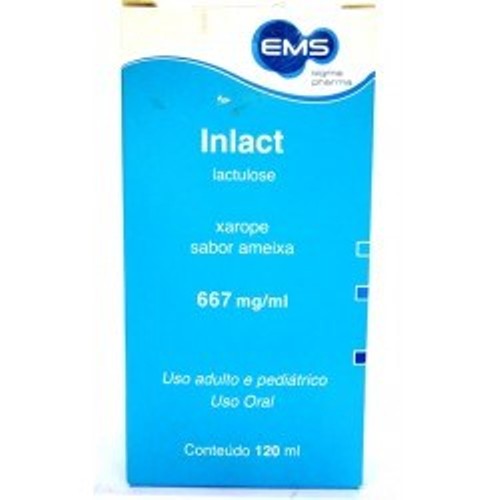 EMS
sigma
pharma
Inlact
lactulose
xarope
sabor ameixa
667 mg/ml
Uso adulto e pediátrico
Uso Oral
Conteúdo 120 ml